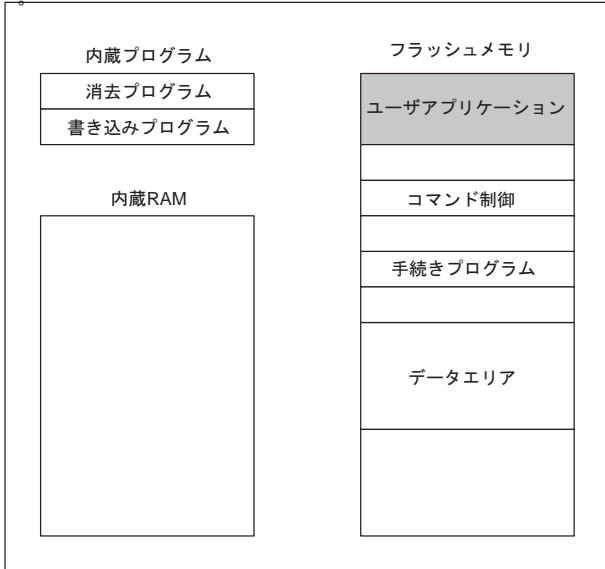 。
内蔵プログラム
消去プログラム
書き込みプログラム
内蔵RAM
フラッシュメモリ
ユーザアプリケーション
コマンド制御
手続きプログラム
データエリア